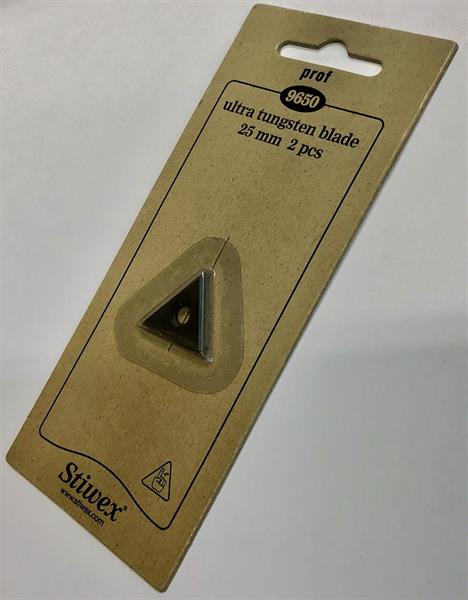 prof
9650
ultra tungsten blade
25 mm 2 pcs
Stiwex®
www.stiwex.com